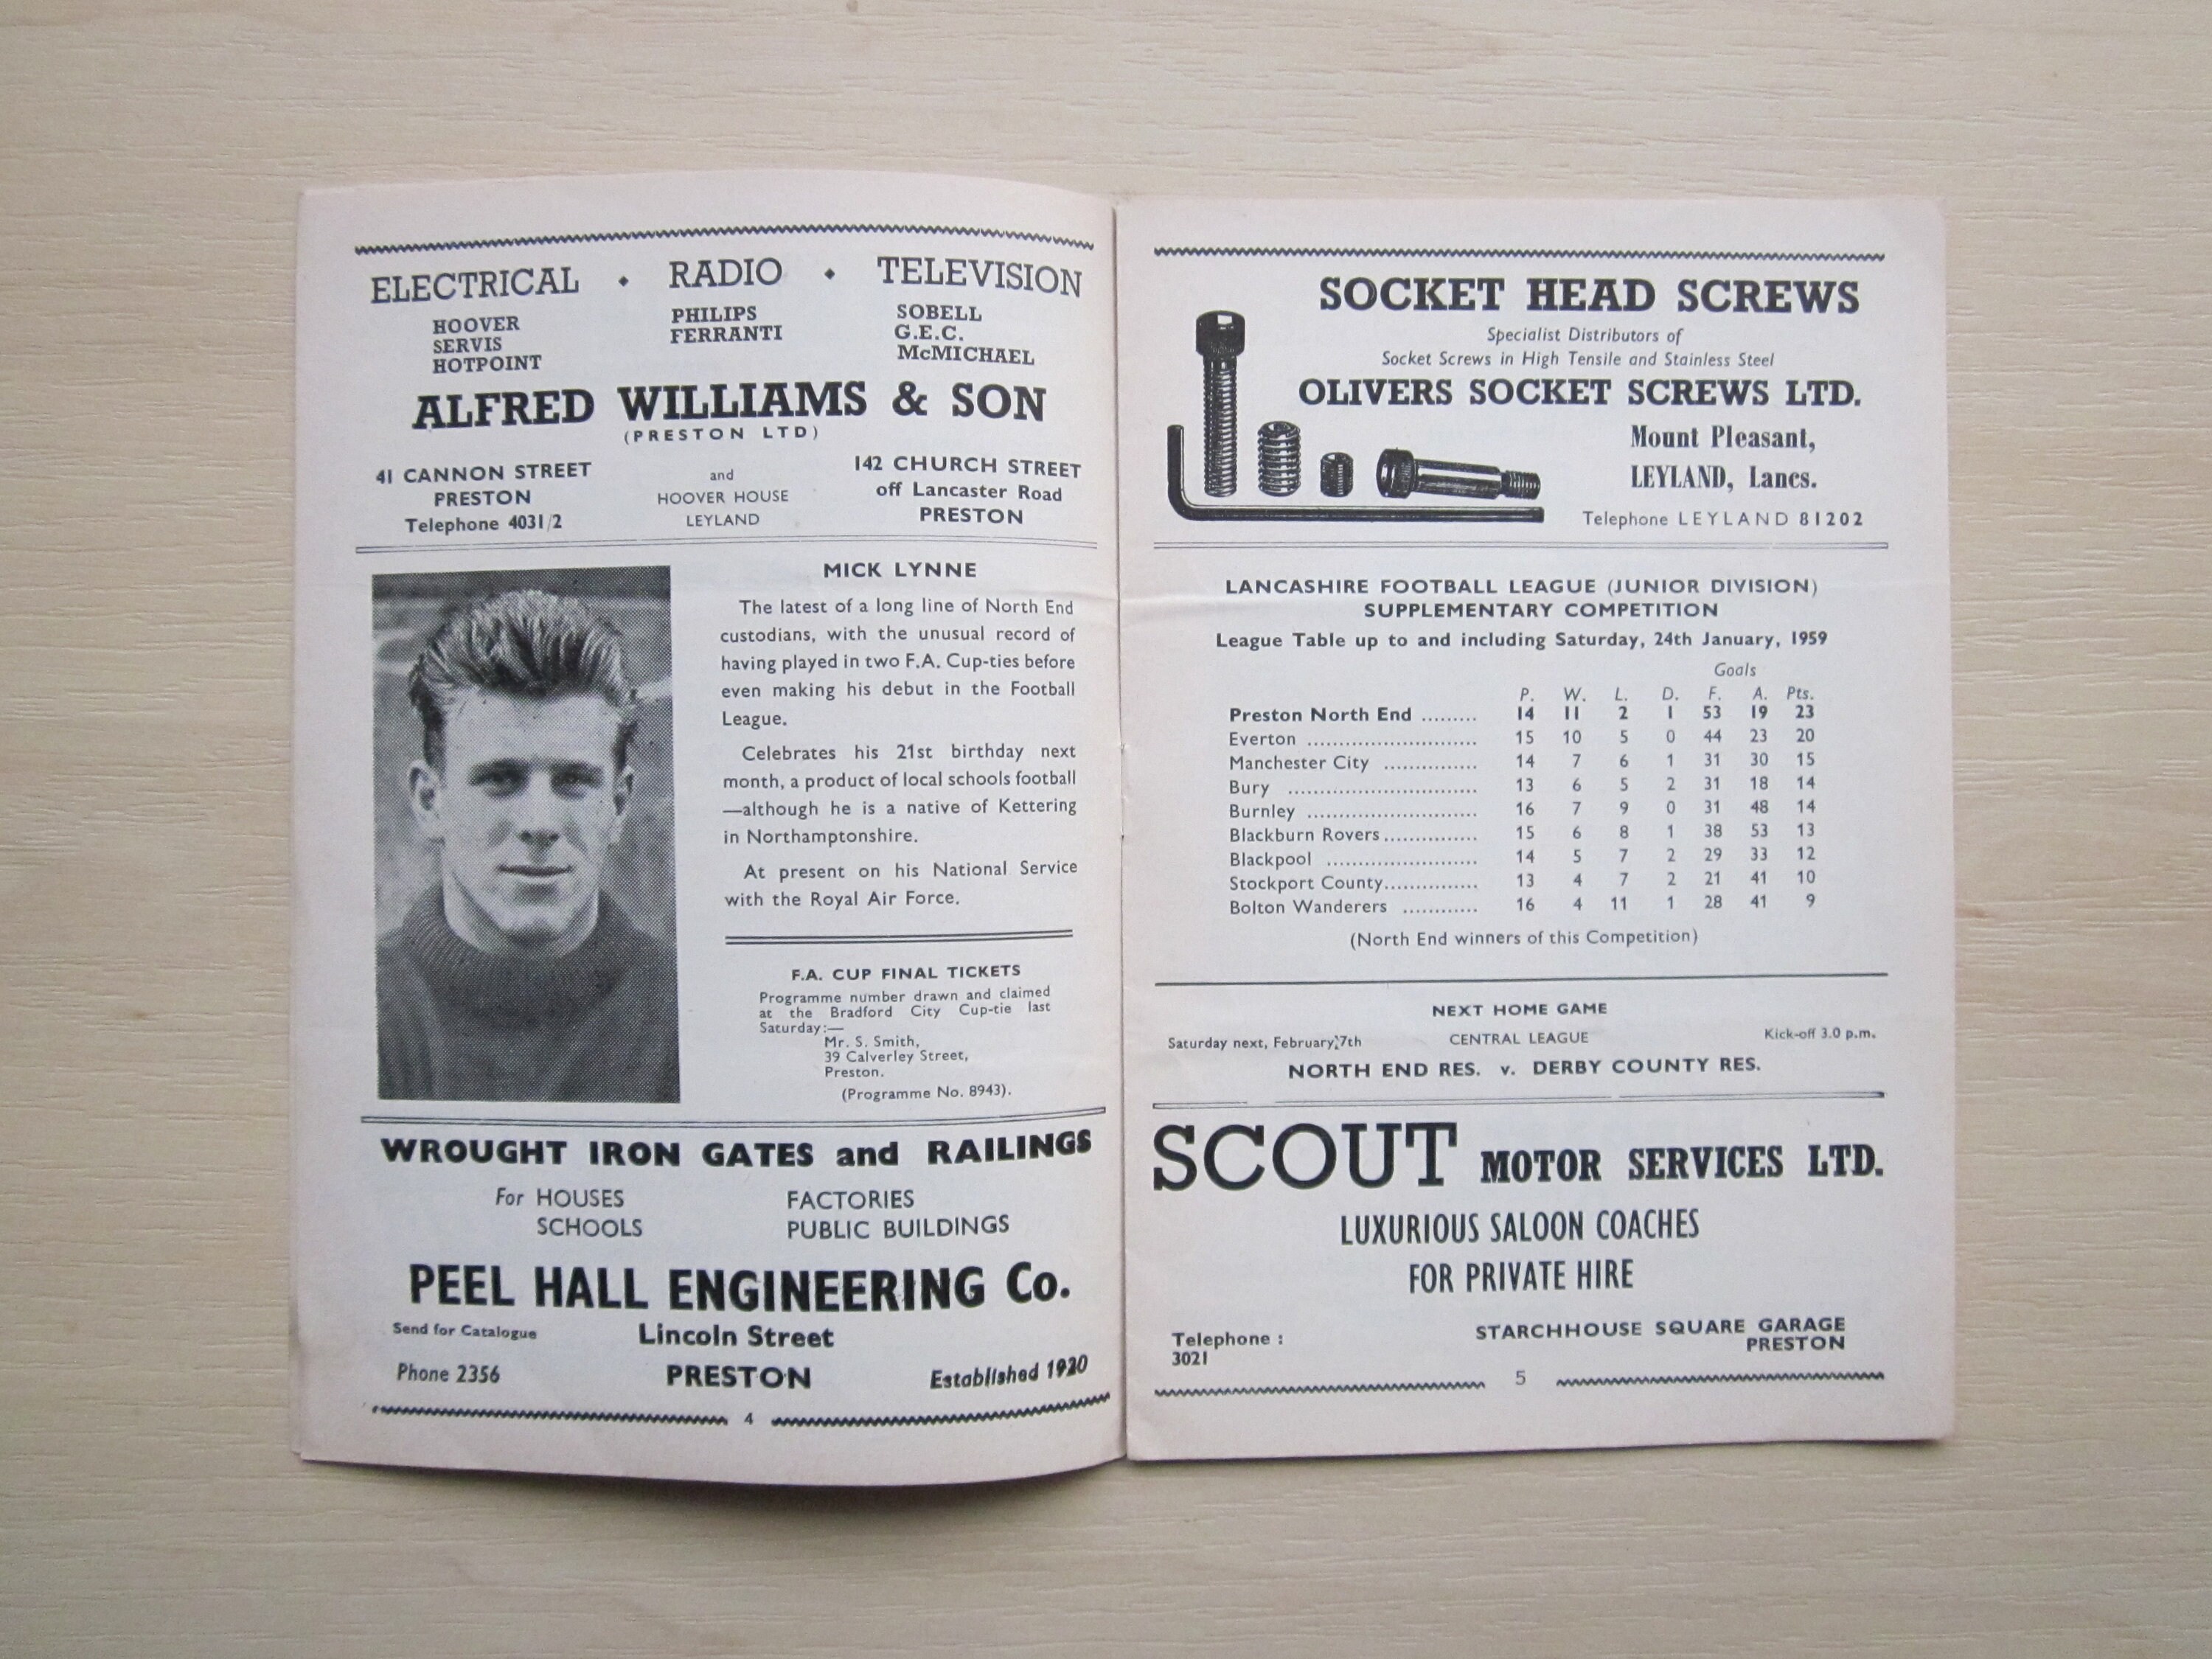 ELECTRICAL • RADIO • TELEVISION
HOOVER
SERVIS
HOTPOINT
PHILIPS
FERRANTI
SOBELL
G.E.C.
McMICHAEL
ALFRED WILLIAMS & SON
(PRESTON LTD)
41 CANNON STREET
PRESTON
Telephone 4031/2
and
HOOVER HOUSE
LEYLAND
142 CHURCH STREET
off Lancaster Road
PRESTON
MICK LYNNE
The latest of a long line of North End
custodians, with the unusual record of
having played in two F.A. Cup-ties before
even making his debut in the Football
League.
Celebrates his 21st birthday next
month, a product of local schools football
—although he is a native of Kettering
in Northamptonshire.
At present on his National Service
with the Royal Air Force.
F.A. CUP FINAL TICKETS
Programme number drawn and claimed
at the Bradford City Cup-tie last
Saturday:—
Mr. S. Smith,
39 Calverley Street,
Preston.
(Programme No. 8943).
WROUGHT IRON GATES and RAILINGS
For HOUSES FACTORIES
SCHOOLS PUBLIC BUILDINGS
PEEL HALL ENGINEERING Co.
Send for Catalogue Lincoln Street
Phone 2356 PRESTON Established 1920
4
SOCKET HEAD SCREWS
Specialist Distributors of
Socket Screws in High Tensile and Stainless Steel
OLIVERS SOCKET SCREWS LTD.
Mount Pleasant,
LEYLAND, Lancs.
Telephone LEYLAND 81202
LANCASHIRE FOOTBALL LEAGUE (JUNIOR DIVISION)
SUPPLEMENTARY COMPETITION
League Table up to and including Saturday, 24th January, 1959
Goals
P. W. L. D. F. A. Pts.
Preston North End ......... 14 11 2 1 53 19 23
Everton ............................ 15 10 5 0 44 23 20
Manchester City ............... 14 7 6 1 31 30 15
Bury ............................... 13 6 5 2 31 18 14
Burnley ............................ 16 7 9 0 31 48 14
Blackburn Rovers............... 15 6 8 1 38 53 13
Blackpool ......................... 14 5 7 2 29 33 12
Stockport County............... 13 4 7 2 21 41 10
Bolton Wanderers ............ 16 4 11 1 28 41 9
(North End winners of this Competition)
NEXT HOME GAME
Saturday next, February 7th CENTRAL LEAGUE Kick-off 3.0 p.m.
NORTH END RES. v. DERBY COUNTY RES.
SCOUT MOTOR SERVICES LTD.
LUXURIOUS SALOON COACHES
FOR PRIVATE HIRE
Telephone :
3021
STARCHHOUSE SQUARE GARAGE
PRESTON
5